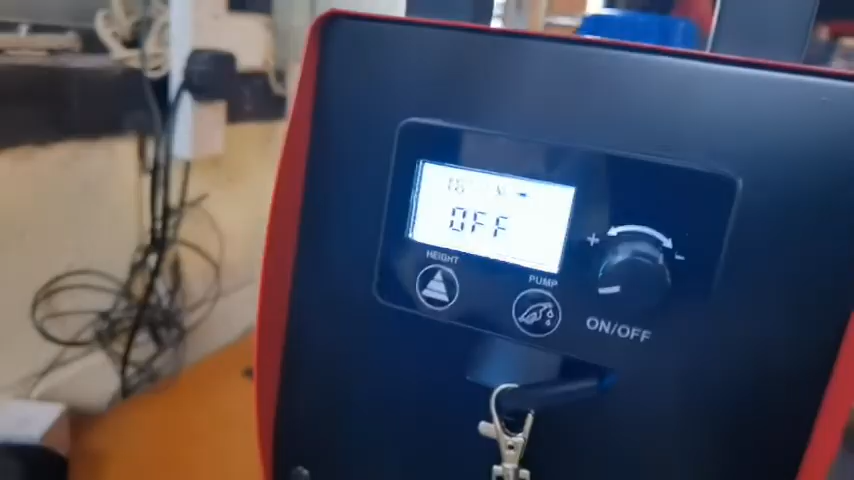 OFF
+ -
HEIGHT
PUMP
ON/OFF